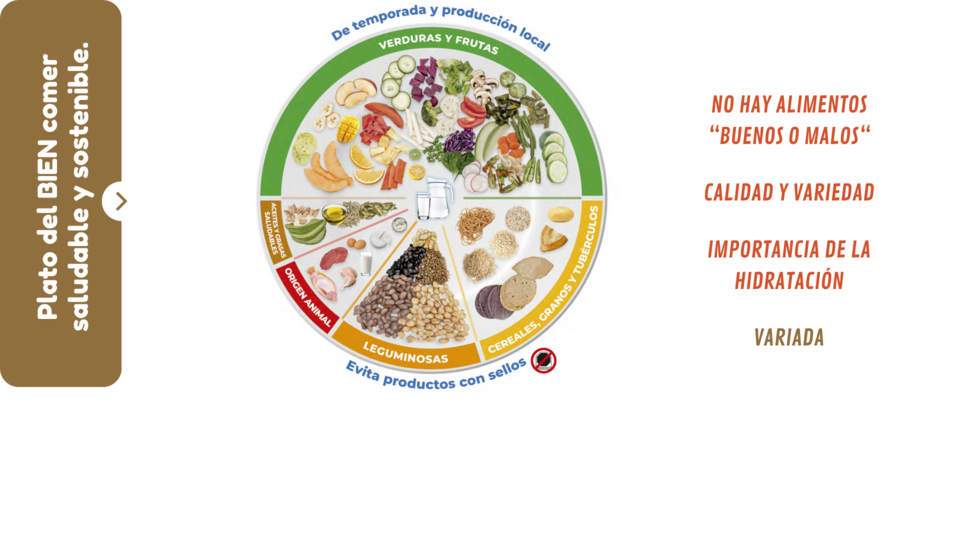 Plato del BIEN comer
saludable y sostenible.
De temporada y producción local
VERDURAS Y FRUTAS
ACEITES Y GRASAS
SALUDABLES
ORIGEN ANIMAL
LEGUMINOSAS
CEREALES, GRANOS Y TUBÉRCULOS
Evita productos con sellos
NO HAY ALIMENTOS
“BUENOS O MALOS“
CALIDAD Y VARIEDAD
IMPORTANCIA DE LA
HIDRATACIÓN
VARIADA